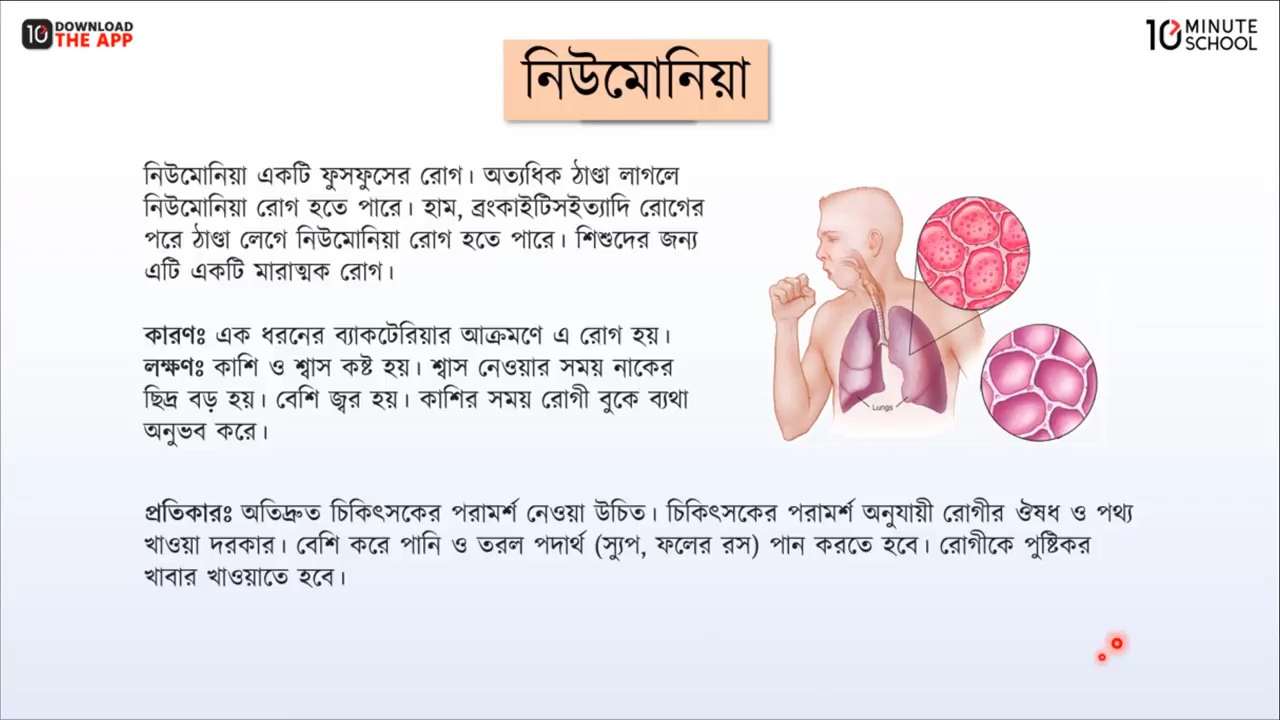 10 DOWNLOAD
THE APP
10 MINUTE
SCHOOL
নিউমোনিয়া
নিউমোনিয়া একটি ফুসফুসের রোগ। অত্যধিক ঠাণ্ডা লাগলে
নিউমোনিয়া রোগ হতে পারে। হাম, ব্রংকাইটিসইত্যাদি রোগের
পরে ঠাণ্ডা লেগে নিউমোনিয়া রোগ হতে পারে। শিশুদের জন্য
এটি একটি মারাত্মক রোগ।
কারণঃ এক ধরনের ব্যাকটেরিয়ার আক্রমণে এ রোগ হয়।
লক্ষণঃ কাশি ও শ্বাস কষ্ট হয়। শ্বাস নেওয়ার সময় নাকের
ছিদ্র বড় হয়। বেশি জ্বর হয়। কাশির সময় রোগী বুকে ব্যথা
অনুভব করে।
Lungs
প্রতিকারঃ অতিদ্রুত চিকিৎসকের পরামর্শ নেওয়া উচিত। চিকিৎসকের পরামর্শ অনুযায়ী রোগীর ঔষধ ও পথ্য
খাওয়া দরকার। বেশি করে পানি ও তরল পদার্থ (স্যুপ, ফলের রস) পান করতে হবে। রোগীকে পুষ্টিকর
খাবার খাওয়াতে হবে।